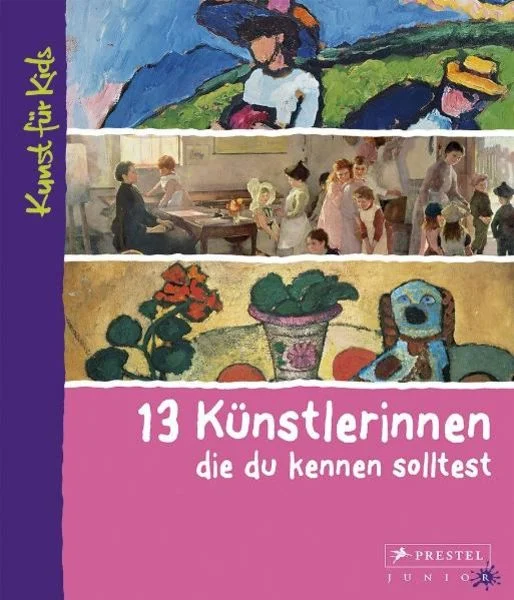 Kunst für Kids
13 Künstlerinnen
die du kennen solltest
PRESTEL
JUNIOR